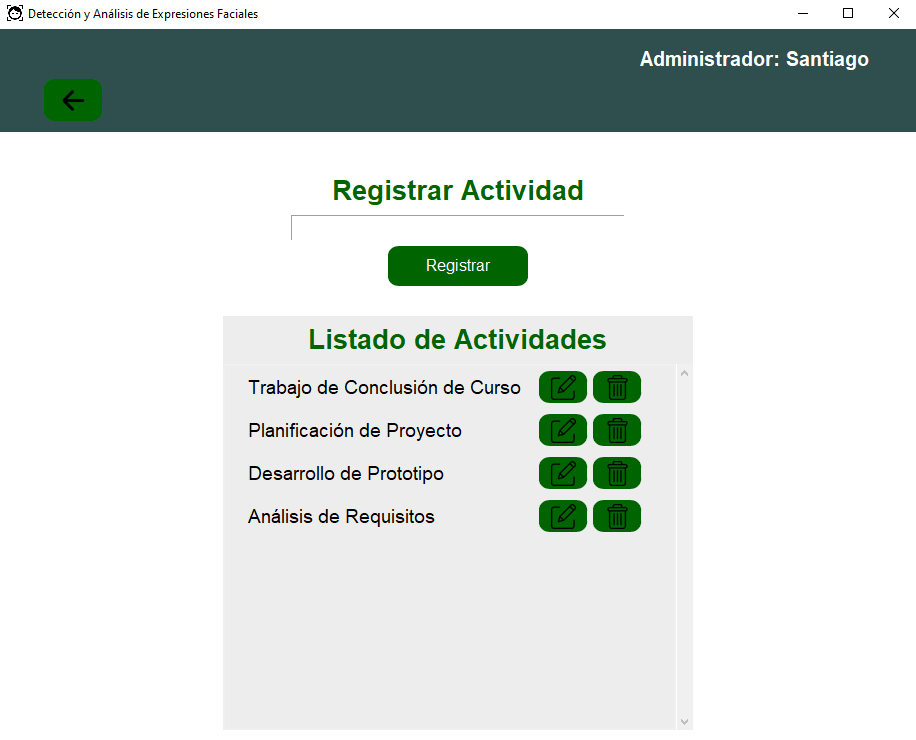 Detección y Análisis de Expresiones Faciales
Administrador: Santiago
Registrar Actividad
Registrar
Listado de Actividades
Trabajo de Conclusión de Curso
Planificación de Proyecto
Desarrollo de Prototipo
Análisis de Requisitos